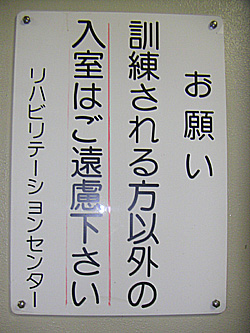 お願い
訓練される方以外の
入室はご遠慮下さい
リハビリテーションセンター